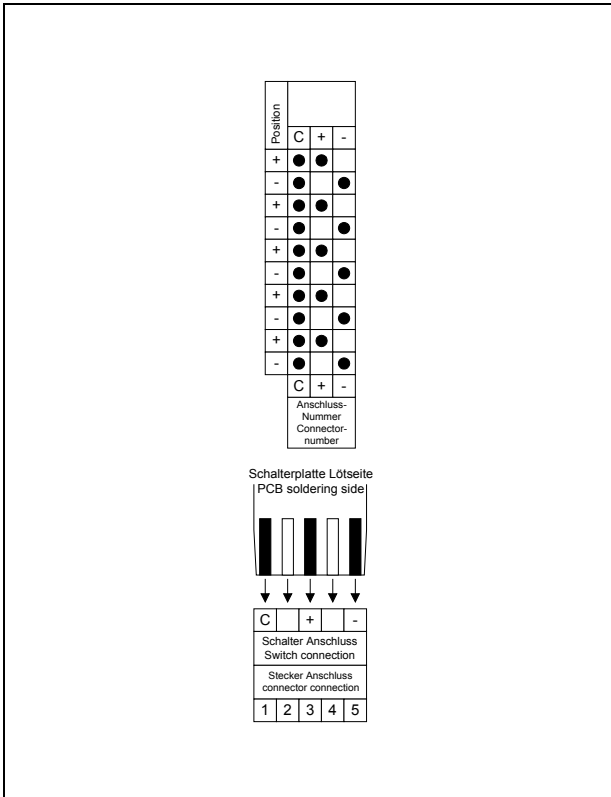 Position
C + -
+ ● ●
- ● ●
+ ● ●
- ● ●
+ ● ●
- ● ●
+ ● ●
- ● ●
+ ● ●
- ● ●
C + -
Anschluss-
Nummer
Connector-
number
Schalterplatte Lötseite
PCB soldering side
C + -
Schalter Anschluss
Switch connection
Stecker Anschluss
connector connection
1 2 3 4 5